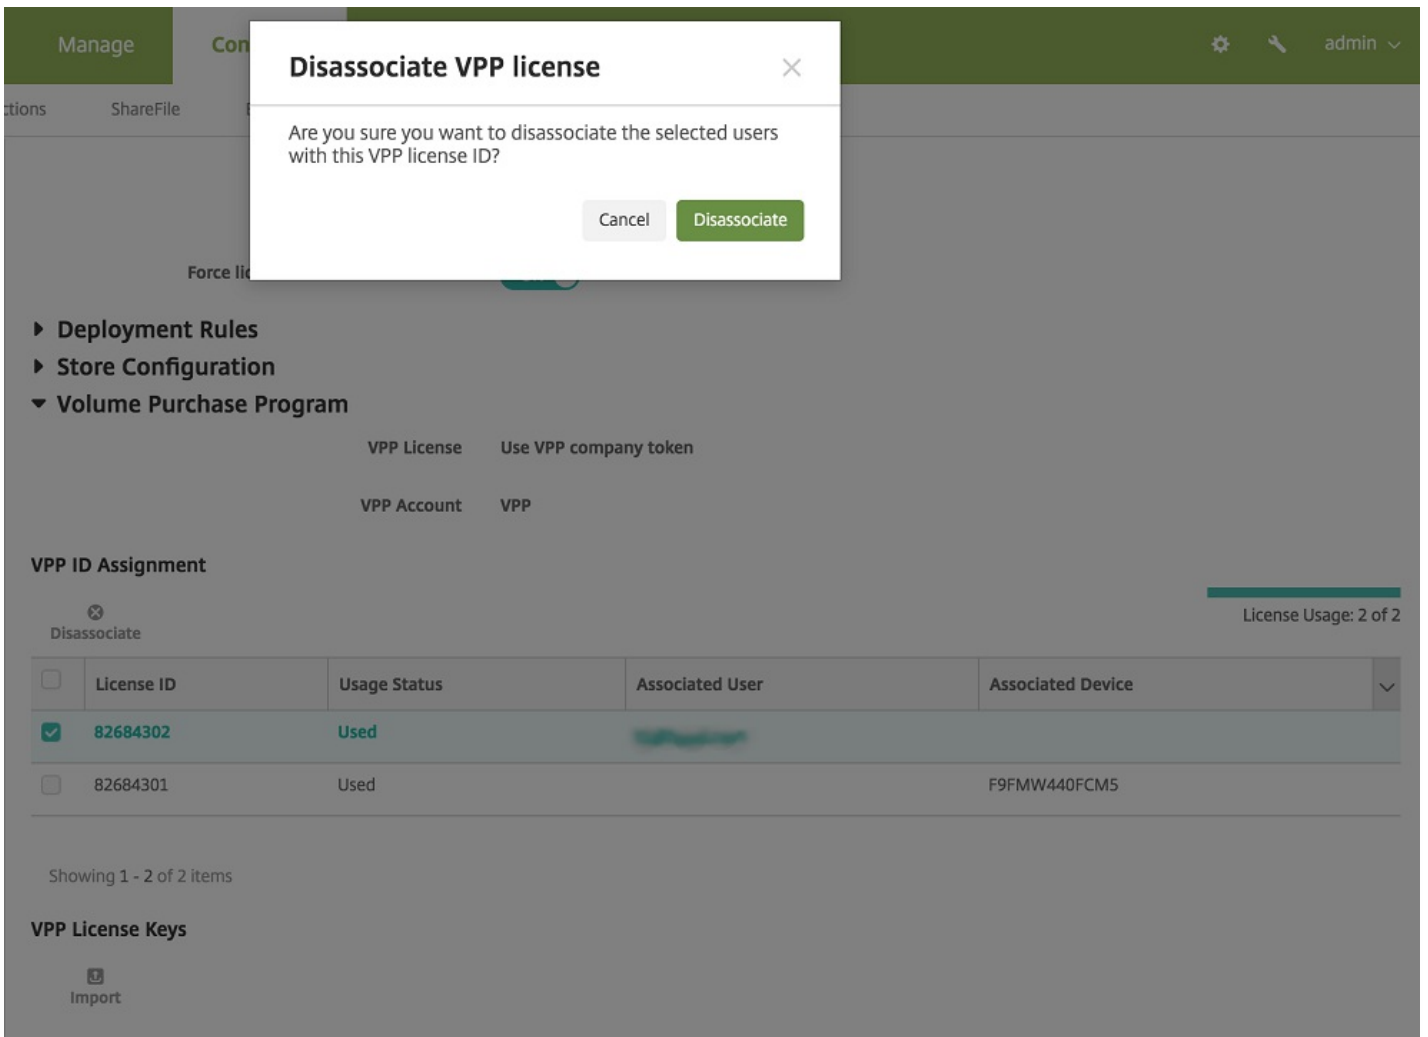 Manage
Con
admin
ctions ShareFile
Disassociate VPP license
Are you sure you want to disassociate the selected users
with this VPP license ID?
Cancel Disassociate
Force lic
Deployment Rules
Store Configuration
Volume Purchase Program
VPP License Use VPP company token
VPP Account VPP
VPP ID Assignment
Disassociate
License Usage: 2 of 2
License ID Usage Status Associated User Associated Device
82684302 Used
82684301 Used F9FMW440FCM5
Showing 1 - 2 of 2 items
VPP License Keys
Import